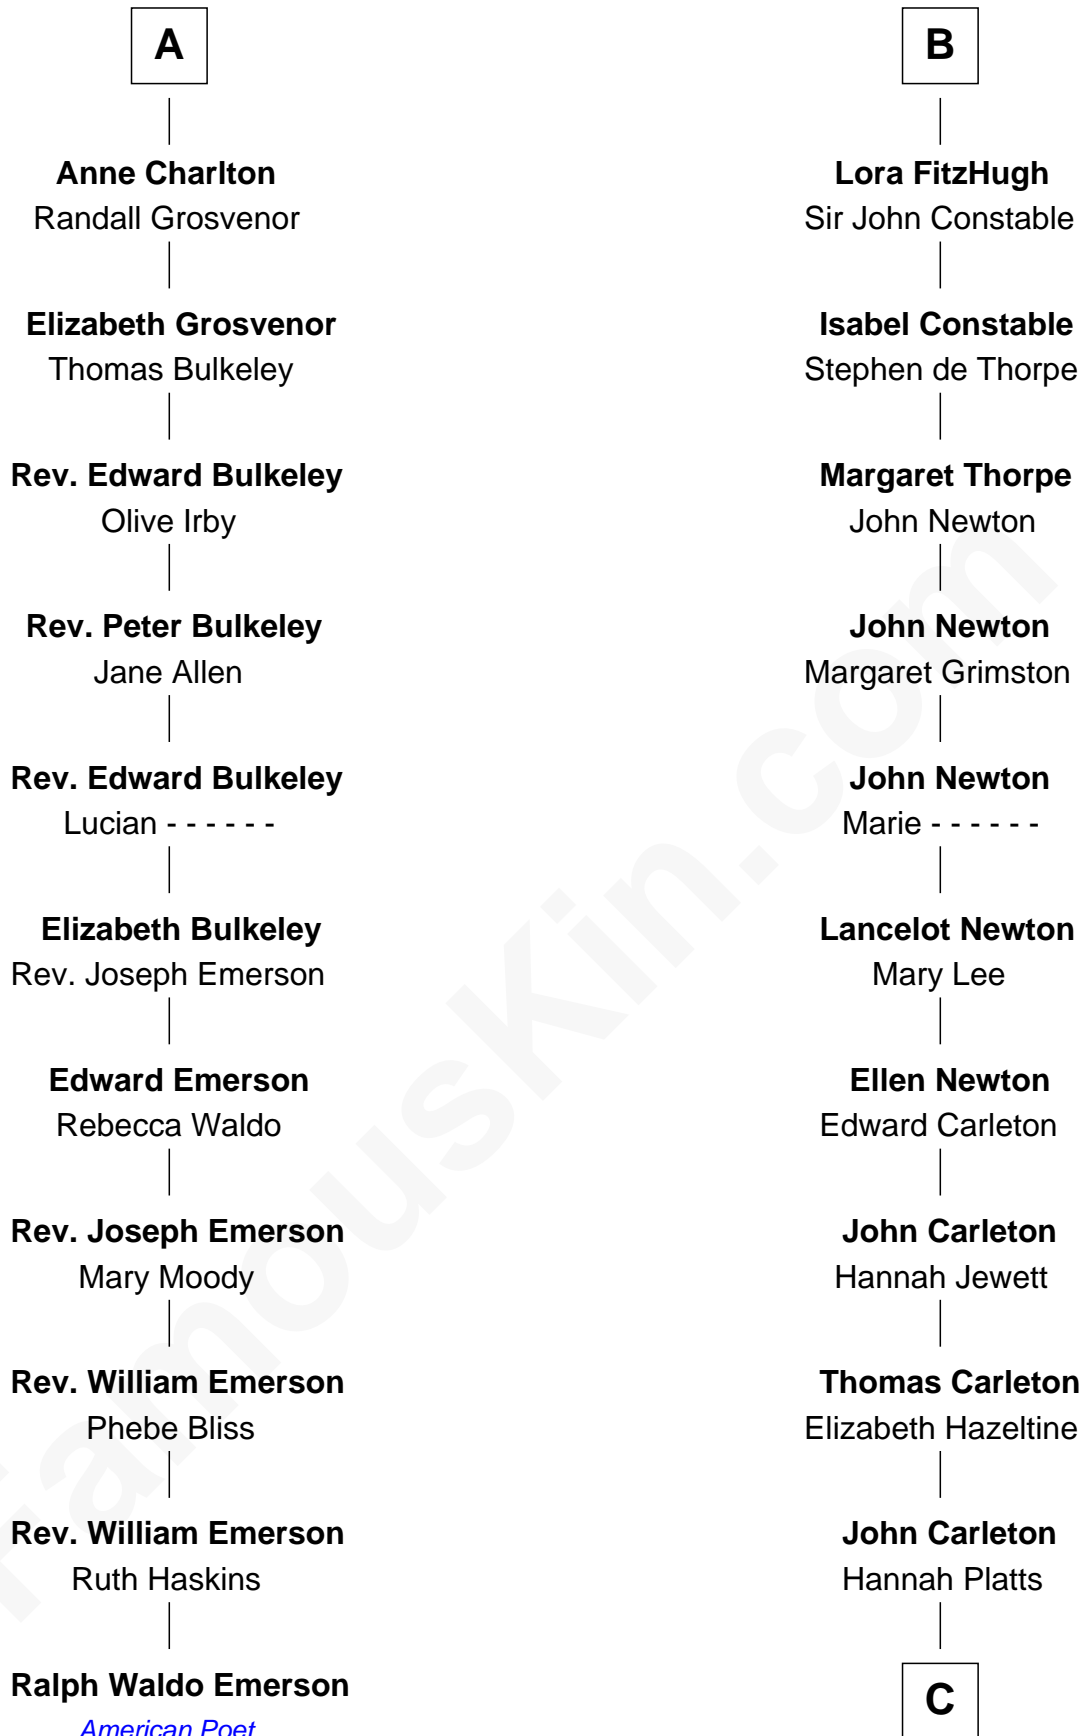 A
Anne Charlton
Randall Grosvenor
Elizabeth Grosvenor
Thomas Bulkeley
Rev. Edward Bulkeley
Olive Irby
Rev. Peter Bulkeley
Jane Allen
Rev. Edward Bulkeley
Lucian - - - - - -
Elizabeth Bulkeley
Rev. Joseph Emerson
Edward Emerson
Rebecca Waldo
Rev. Joseph Emerson
Mary Moody
Rev. William Emerson
Phebe Bliss
Rev. William Emerson
Ruth Haskins
Ralph Waldo Emerson
American Poet
B
Lora FitzHugh
Sir John Constable
Isabel Constable
Stephen de Thorpe
Margaret Thorpe
John Newton
John Newton
Margaret Grimston
John Newton
Marie - - - - - -
Lancelot Newton
Mary Lee
Ellen Newton
Edward Carleton
John Carleton
Hannah Jewett
Thomas Carleton
Elizabeth Hazeltine
John Carleton
Hannah Platts
C
FamousKin.com